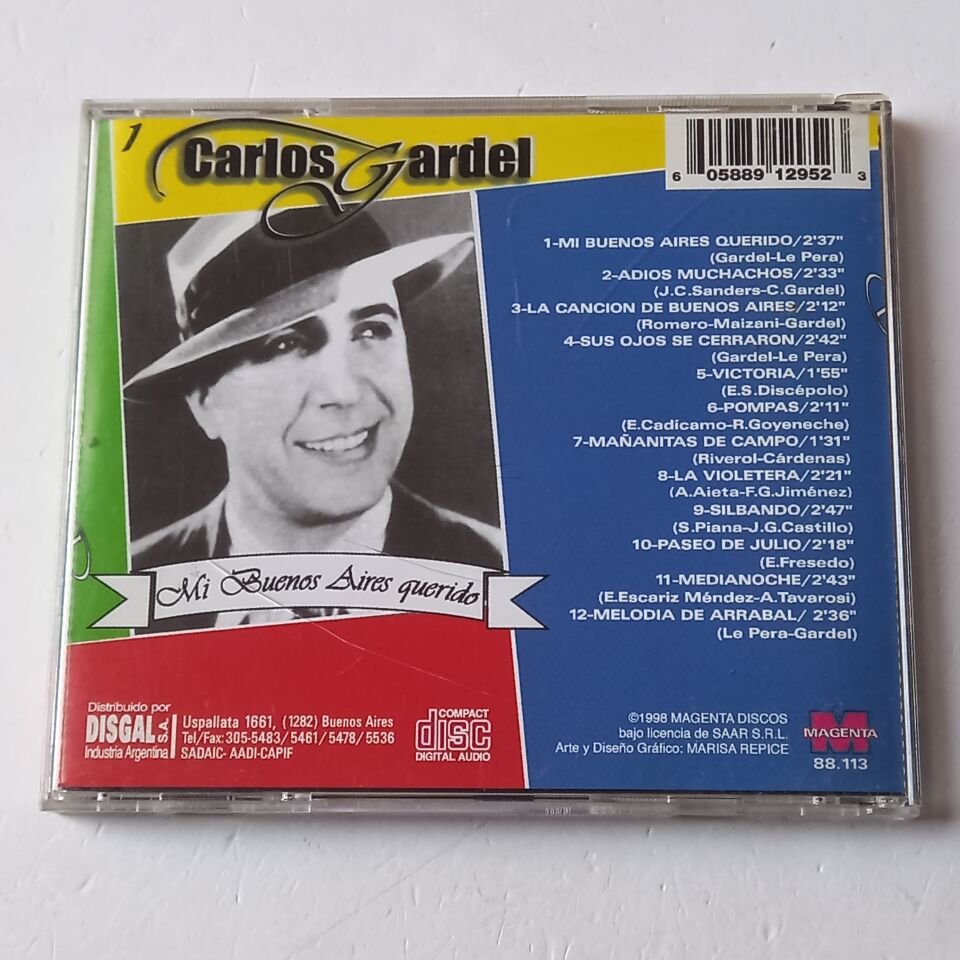 1
Carlos Gardel
6 05889 12952 3
1-MI BUENOS AIRES QUERIDO/2'37"
(Gardel-Le Pera)
2-ADIOS MUCHACHOS/2'33"
(J.C.Sanders-C.Gardel)
3-LA CANCION DE BUENOS AIRES/2'12"
(Romero-Maizani-Gardel)
4-SUS OJOS SE CERRARON/2'42"
(Gardel-Le Pera)
5-VICTORIA/1'55"
(E.S.Discépolo)
6-POMPAS/2'11"
(E.Cadícamo-R.Goyeneche)
7-MAÑANITAS DE CAMPO/1'31"
(Riverol-Cárdenas)
8-LA VIOLETERA/2'21"
(A.Aieta-F.G.Jiménez)
9-SILBANDO/2'47"
(S.Piana-J.G.Castillo)
10-PASEO DE JULIO/2'18"
(E.Fresedo)
11-MEDIANOCHE/2'43"
(E.Escariz Méndez-A.Tavarosi)
12-MELODIA DE ARRABAL/ 2'36"
(Le Pera-Gardel)
Mi Buenos Aires querido
Distribuido por
DISGAL S.A.
Industria Argentina
Uspallata 1661, (1282) Buenos Aires
Tel/Fax: 305-5483/ 5461/ 5478/ 5536
SADAIC- AADI-CAPIF
COMPACT
disc
DIGITAL AUDIO
©1998 MAGENTA DISCOS
bajo licencia de SAAR S.R.L.
Arte y Diseño Gráfico: MARISA REPICE
M
MAGENTA
88.113